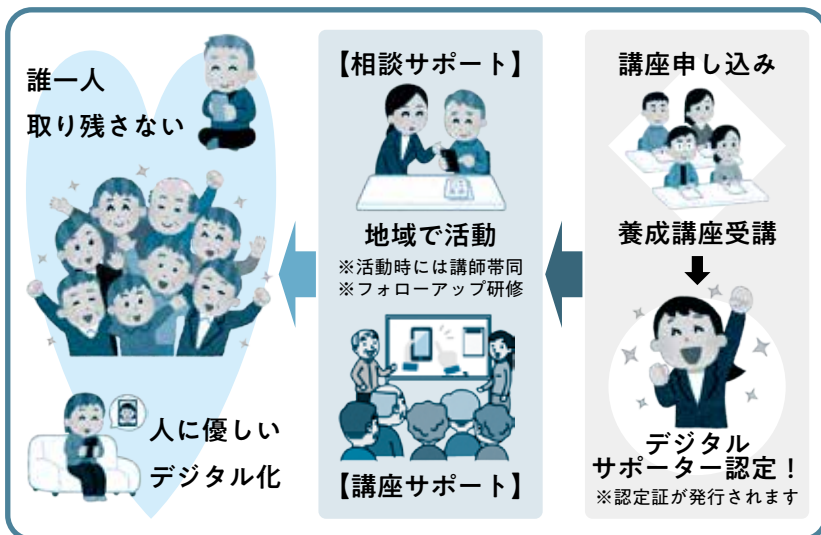 誰一人
取り残さない
人に優しい
デジタル化
【相談サポート】
地域で活動
※活動時には講師帯同
※フォローアップ研修
【講座サポート】
講座申し込み
養成講座受講
デジタル
サポーター認定！
※認定証が発行されます